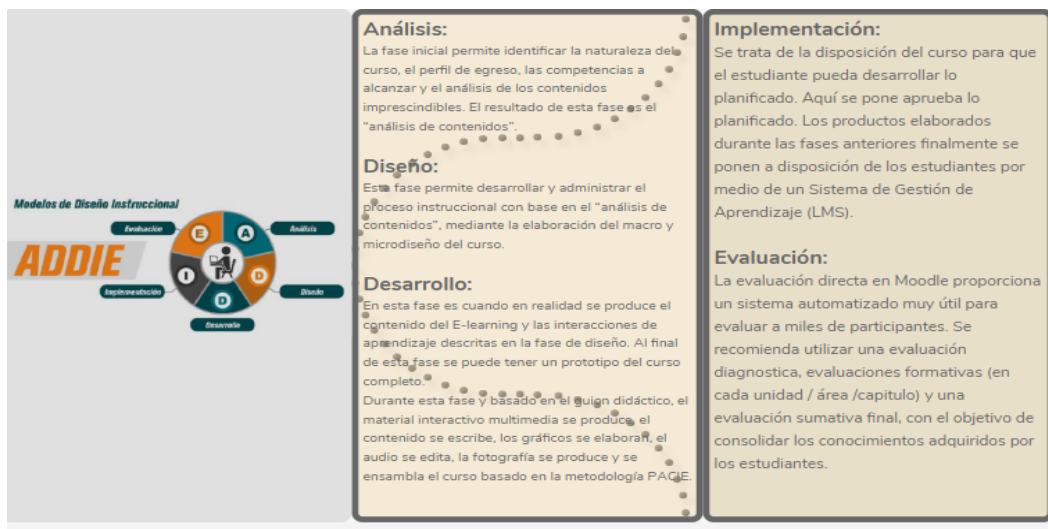 Modelos de Diseño Instruccional
ADDIE
Evaluación
Análisis
E
A
I
D
D
Implementación
Diseño
Desarrollo
Análisis:
La fase inicial permite identificar la naturaleza del
curso, el perfil de egreso, las competencias a
alcanzar y el análisis de los contenidos
imprescindibles. El resultado de esta fase es el
"análisis de contenidos".
Diseño:
Esta fase permite desarrollar y administrar el
proceso instruccional con base en el "análisis de
contenidos", mediante la elaboración del macro y
microdiseño del curso.
Desarrollo:
En esta fase es cuando en realidad se produce el
contenido del E-learning y las interacciones de
aprendizaje descritas en la fase de diseño. Al final
de esta fase se puede tener un prototipo del curso
completo.
Durante esta fase y basado en el guion didáctico, el
material interactivo multimedia se produce, el
contenido se escribe, los gráficos se elaboran, el
audio se edita, la fotografía se produce y se
ensambla el curso basado en la metodología PACIE.
Implementación:
Se trata de la disposición del curso para que
el estudiante pueda desarrollar lo
planificado. Aquí se pone aprueba lo
planificado. Los productos elaborados
durante las fases anteriores finalmente se
ponen a disposición de los estudiantes por
medio de un Sistema de Gestión de
Aprendizaje (LMS).
Evaluación:
La evaluación directa en Moodle proporciona
un sistema automatizado muy útil para
evaluar a miles de participantes. Se
recomienda utilizar una evaluación
diagnostica, evaluaciones formativas (en
cada unidad / área /capitulo) y una
evaluación sumativa final, con el objetivo de
consolidar los conocimientos adquiridos por
los estudiantes.